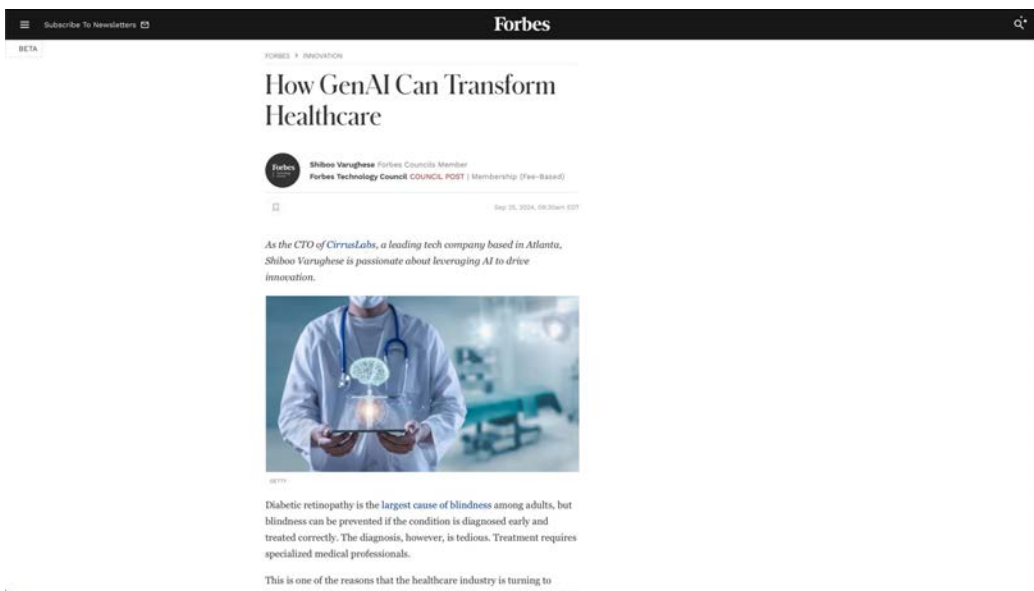 Subscribe To Newsletters
Forbes
BETA
FORBES > INNOVATION
How GenAI Can Transform
Healthcare
Forbes
Shiboo Varughese Forbes Councils Member
Forbes Technology Council COUNCIL POST | Membership (Fee-Based)
Sep 25, 2024, 08:30am EDT
As the CTO of CirrusLabs, a leading tech company based in Atlanta,
Shiboo Varughese is passionate about leveraging AI to drive
innovation.
GETTY
Diabetic retinopathy is the largest cause of blindness among adults, but
blindness can be prevented if the condition is diagnosed early and
treated correctly. The diagnosis, however, is tedious. Treatment requires
specialized medical professionals.
This is one of the reasons that the healthcare industry is turning to